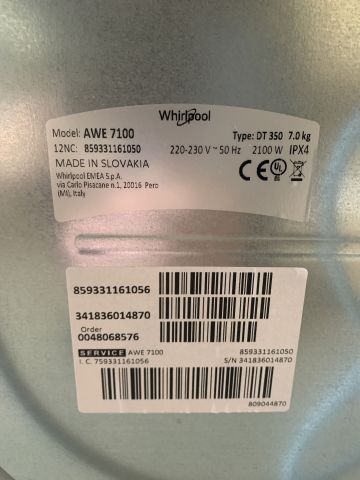 Whirlpool
Model: AWE 7100 Type: DT 350 7.0 kg
12NC: 859331161050 220-230 V ~ 50 Hz 2100 W IPX4
MADE IN SLOVAKIA
Whirlpool EMEA S.p.A.
via Carlo Pisacane n.1, 20016 Pero
(MI), Italy
CE
859331161056
341836014870
Order
0048068576
SERVICE AWE 7100 859331161050
I. C. 759331161056 S/N 341836014870
809044870